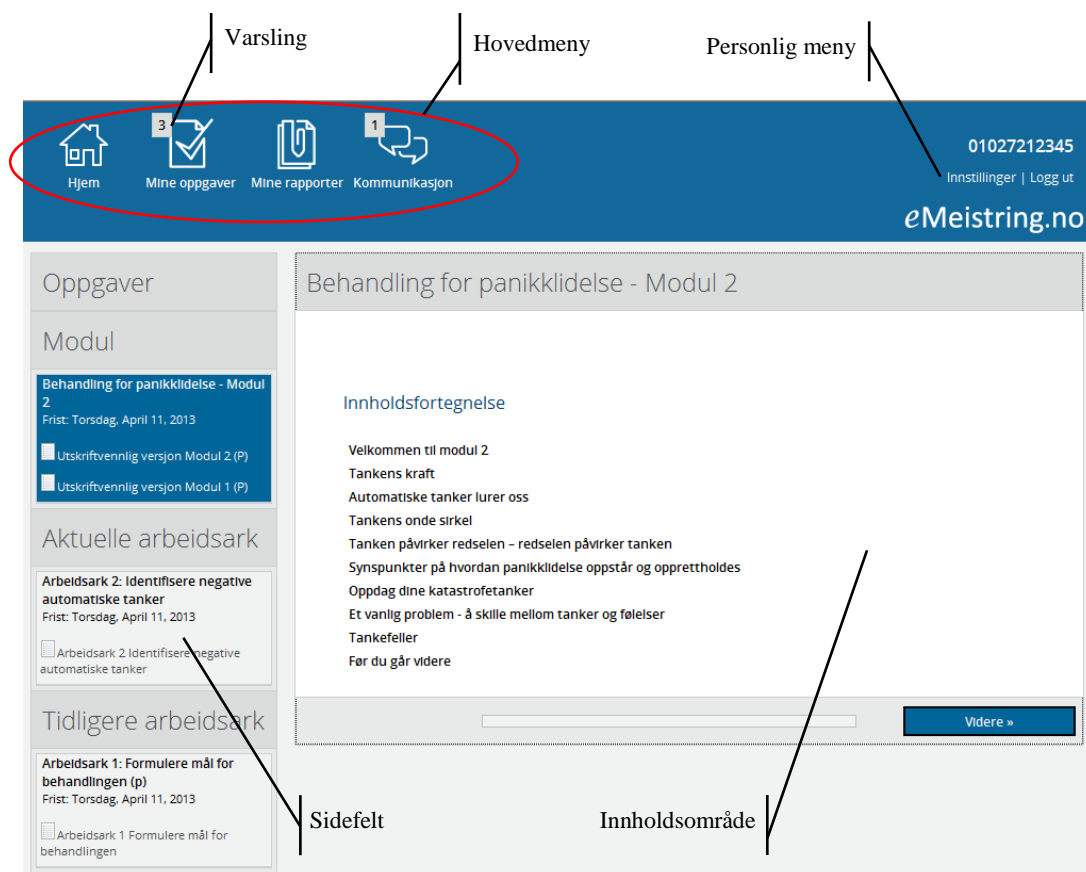 Varsling
Hovedmeny
Personlig meny
3
1
Hjem
Mine oppgaver
Mine rapporter
Kommunikasjon
01027212345
Innstillinger | Logg ut
eMeistring.no
Oppgaver
Modul
Behandling for panikklidelse - Modul
2
Frist: Torsdag, April 11, 2013
Utskriftvennlig versjon Modul 2 (P)
Utskriftvennlig versjon Modul 1 (P)
Aktuelle arbeidsark
Arbeidsark 2: Identifisere negative
automatiske tanker
Frist: Torsdag, April 11, 2013
Arbeidsark 2 Identifisere negative
automatiske tanker
Tidligere arbeidsark
Arbeidsark 1: Formulere mål for
behandlingen (p)
Frist: Torsdag, April 11, 2013
Arbeidsark 1 Formulere mål for
behandlingen
Behandling for panikklidelse - Modul 2
Innholdsfortegnelse
Velkommen til modul 2
Tankens kraft
Automatiske tanker lurer oss
Tankens onde sirkel
Tanken påvirker redselen – redselen påvirker tanken
Synspunkter på hvordan panikklidelse oppstår og opprettholdes
Oppdag dine katastrofetanker
Et vanlig problem - å skille mellom tanker og følelser
Tankefeller
Før du går videre
Videre »
Sidefelt
Innholdsområde